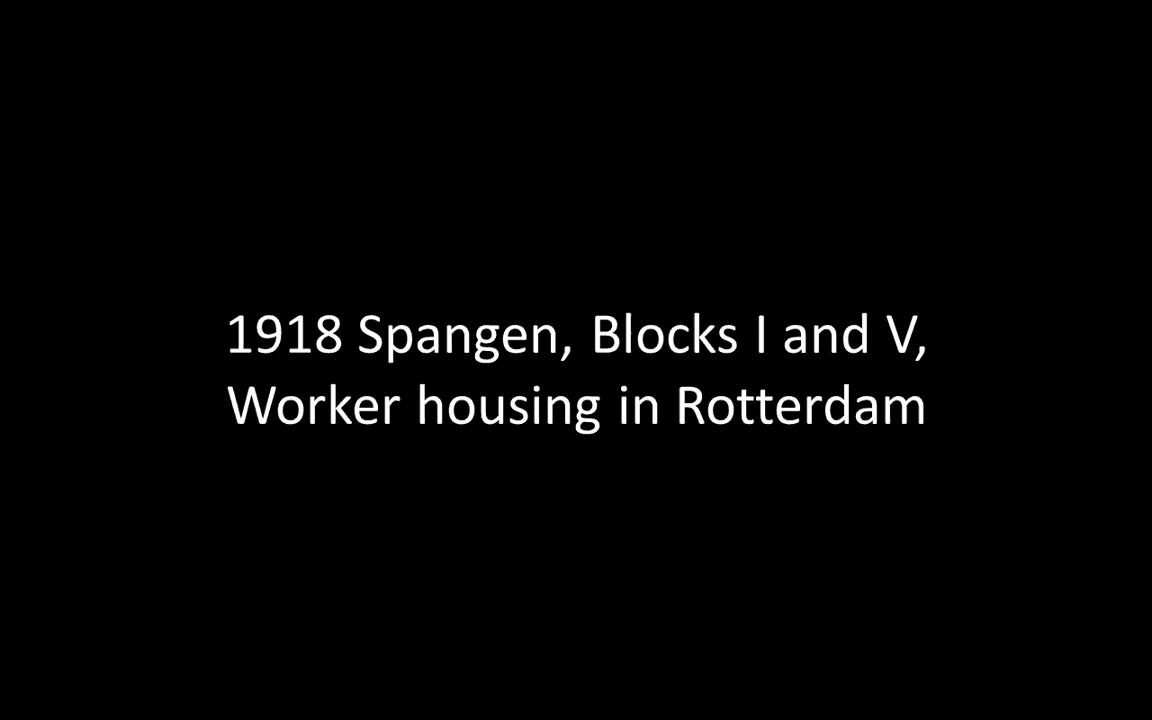 1918 Spangen, Blocks I and V,
Worker housing in Rotterdam